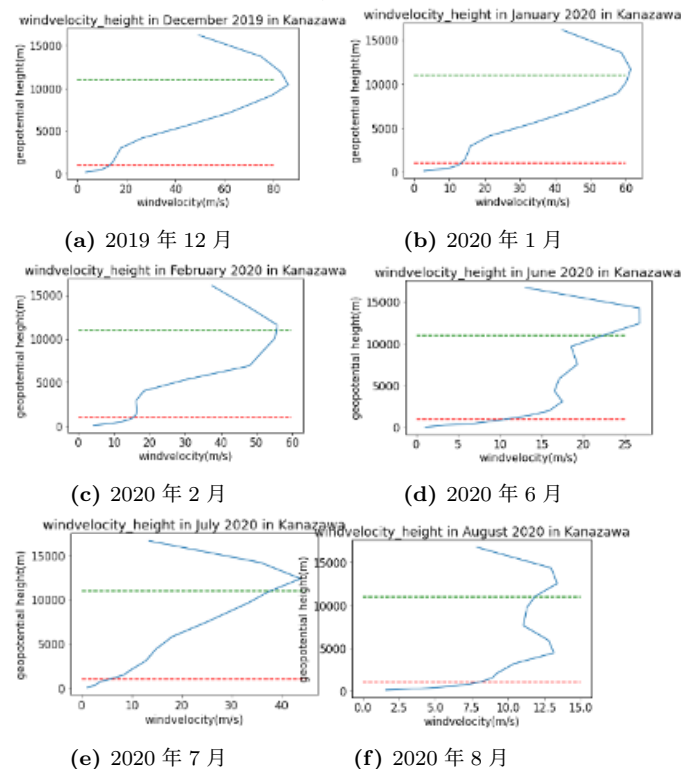 windvelocity_height in December 2019 in Kanazawa
geopotential height(m)
15000
10000
5000
0
0 20 40 60 80
windvelocity(m/s)
(a) 2019 年 12 月
windvelocity_height in January 2020 in Kanazawa
geopotential height(m)
15000
10000
5000
0
0 10 20 30 40 50 60
windvelocity(m/s)
(b) 2020 年 1 月
windvelocity_height in February 2020 in Kanazawa
geopotential height(m)
15000
10000
5000
0
0 10 20 30 40 50 60
windvelocity(m/s)
(c) 2020 年 2 月
windvelocity_height in June 2020 in Kanazawa
geopotential height(m)
15000
10000
5000
0
0 5 10 15 20 25
windvelocity(m/s)
(d) 2020 年 6 月
windvelocity_height in July 2020 in Kanazawa
geopotential height(m)
15000
10000
5000
0
0 10 20 30 40
windvelocity(m/s)
(e) 2020 年 7 月
windvelocity_height in August 2020 in Kanazawa
geopotential height(m)
15000
10000
5000
0
0.0 2.5 5.0 7.5 10.0 12.5 15.0
windvelocity(m/s)
(f) 2020 年 8 月